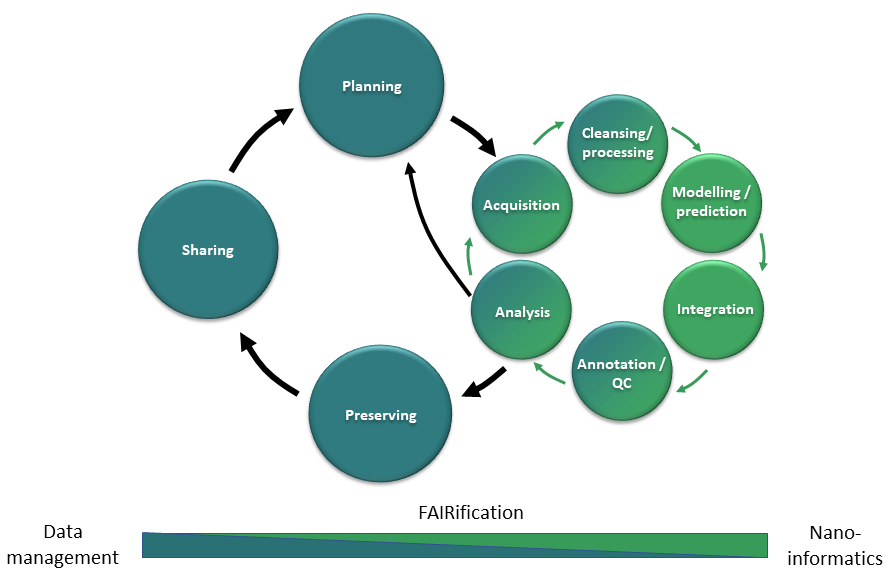 Planning
Cleansing/
processing
Acquisition
Modelling /
prediction
Sharing
Analysis
Integration
Annotation /
QC
Preserving
FAIRification
Data
management
Nano-
informatics